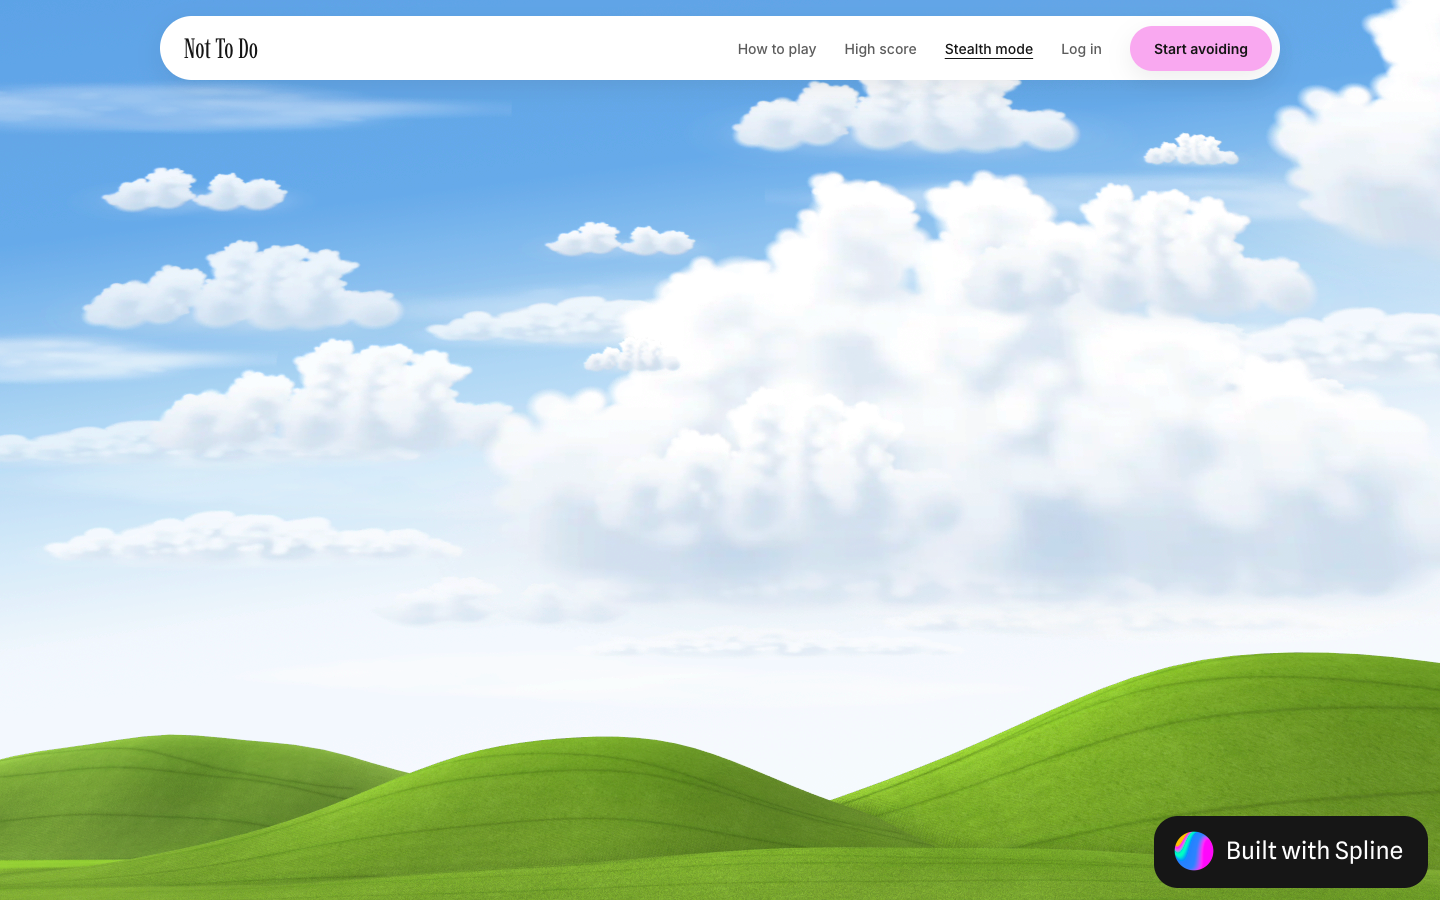 Not To Do
How to play
High score
Stealth mode
Log in
Start avoiding
Built with Spline